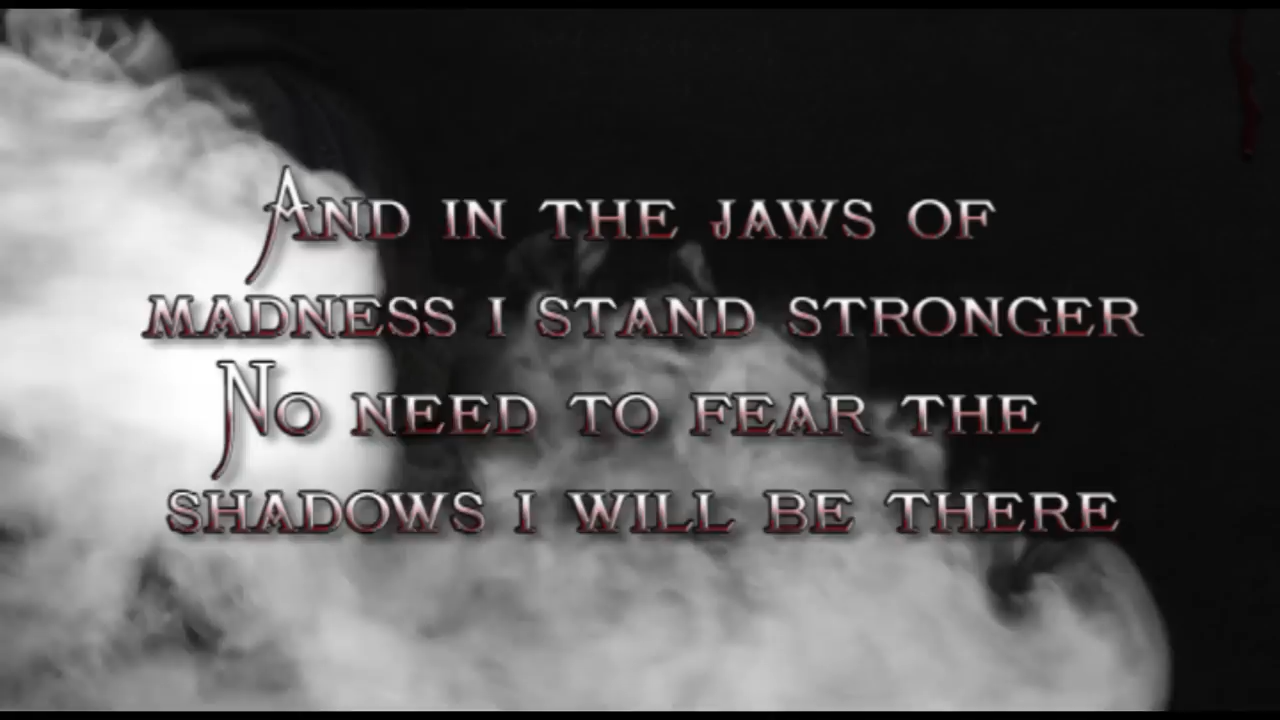 And in the jaws of
madness I stand stronger
No need to fear the
shadows I will be there